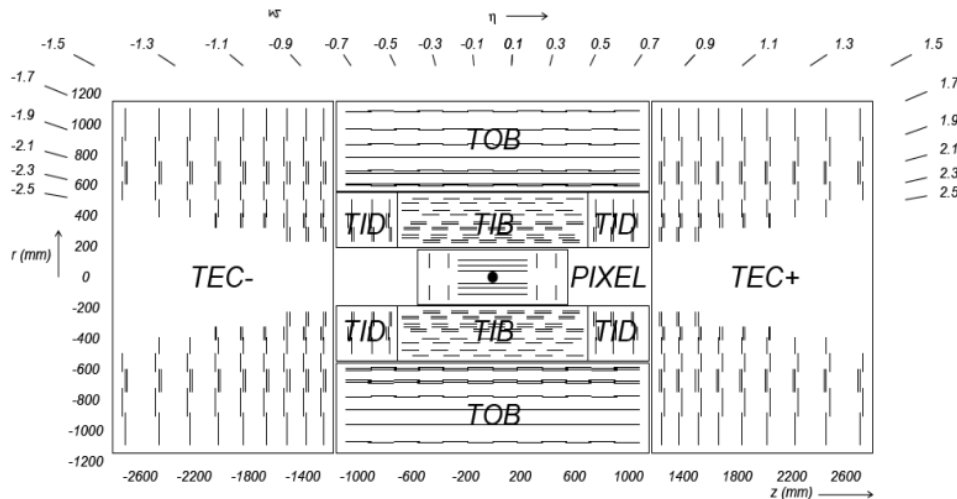 η
-1.5 -1.3 -1.1 -0.9 -0.7 -0.5 -0.3 -0.1 0.1 0.3 0.5 0.7 0.9 1.1 1.3 1.5
-1.7 1.7
1200
-1.9 1000 1.9
-2.1 800 TOB 2.1
-2.3 600 2.3
-2.5 2.5
400 TID TIB TID
r (mm) 200
0 TEC- PIXEL TEC+
-200
-400 TID TIB TID
-600
-800 TOB
-1000
-1200
-2600 -2200 -1800 -1400 -1000 -600 -200 200 600 1000 1400 1800 2200 2600
z (mm)